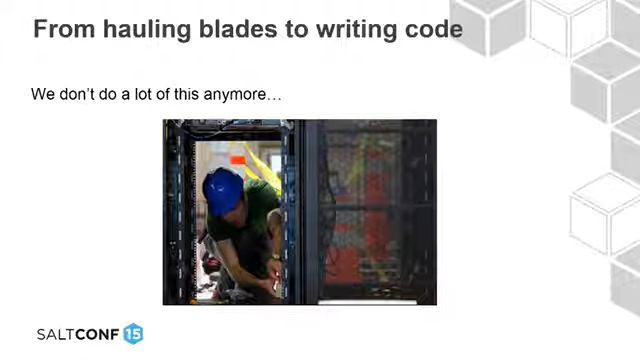 From hauling blades to writing code
We don't do a lot of this anymore…
SALTCONF 15